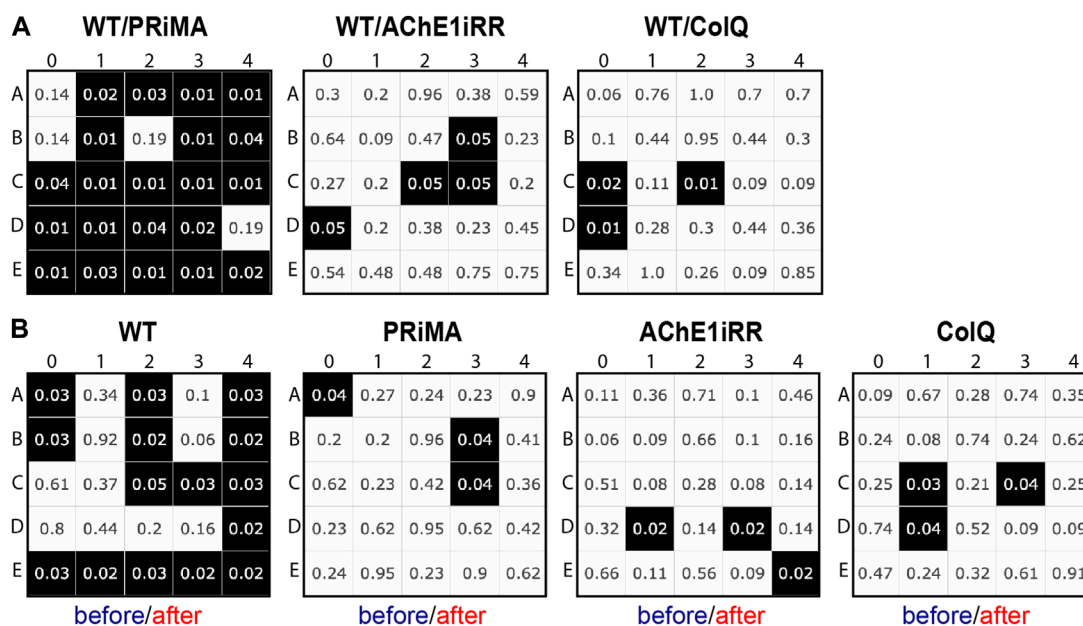 A WT/PRiMA WT/AChE1iRR WT/ColQ
0 1 2 3 4 0 1 2 3 4 0 1 2 3 4
A 0.14 0.02 0.03 0.01 0.01 A 0.3 0.2 0.96 0.38 0.59 A 0.06 0.76 1.0 0.7 0.7
B 0.14 0.01 0.19 0.01 0.04 B 0.64 0.09 0.47 0.05 0.23 B 0.1 0.44 0.95 0.44 0.3
C 0.04 0.01 0.01 0.01 0.01 C 0.27 0.2 0.05 0.05 0.2 C 0.02 0.11 0.01 0.09 0.09
D 0.01 0.01 0.04 0.02 0.19 D 0.05 0.2 0.38 0.23 0.45 D 0.01 0.28 0.3 0.44 0.36
E 0.01 0.03 0.01 0.01 0.02 E 0.54 0.48 0.48 0.75 0.75 E 0.34 1.0 0.26 0.09 0.85
B WT PRiMA AChE1iRR ColQ
0 1 2 3 4 0 1 2 3 4 0 1 2 3 4 0 1 2 3 4
A 0.03 0.34 0.03 0.1 0.03 A 0.04 0.27 0.24 0.23 0.9 A 0.11 0.36 0.71 0.1 0.46 A 0.09 0.67 0.28 0.74 0.35
B 0.03 0.92 0.02 0.06 0.02 B 0.2 0.2 0.96 0.04 0.41 B 0.06 0.09 0.66 0.1 0.16 B 0.24 0.08 0.74 0.24 0.62
C 0.61 0.37 0.05 0.03 0.03 C 0.62 0.23 0.42 0.04 0.36 C 0.51 0.08 0.28 0.08 0.14 C 0.25 0.03 0.21 0.04 0.25
D 0.8 0.44 0.2 0.16 0.02 D 0.23 0.62 0.95 0.62 0.42 D 0.32 0.02 0.14 0.02 0.14 D 0.74 0.04 0.52 0.09 0.09
E 0.03 0.02 0.03 0.02 0.02 E 0.24 0.95 0.23 0.9 0.62 E 0.66 0.11 0.56 0.09 0.02 E 0.47 0.24 0.32 0.61 0.91
before/after before/after before/after before/after